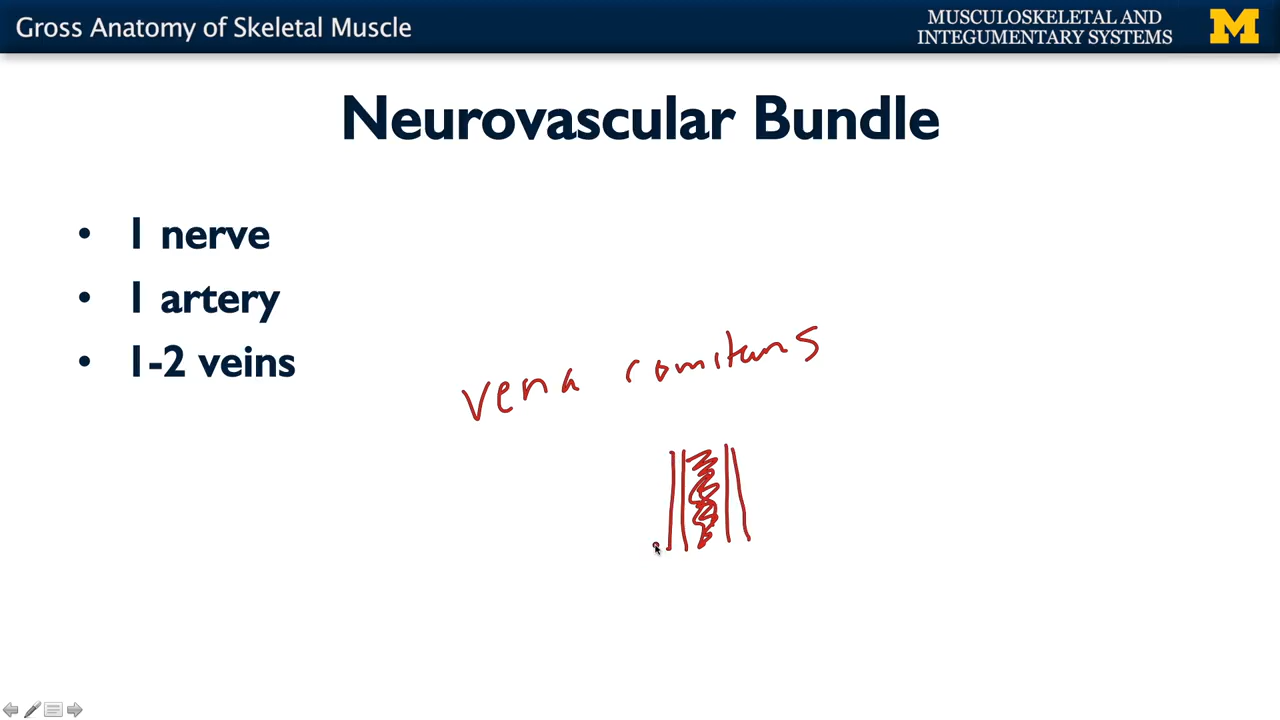 Gross Anatomy of Skeletal Muscle
MUSCULOSKELETAL AND
INTEGUMENTARY SYSTEMS
M
Neurovascular Bundle
• 1 nerve
• 1 artery
• 1-2 veins
vena comitans